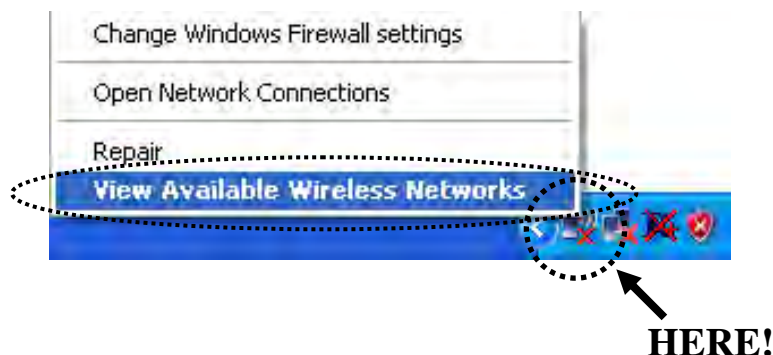 Change Windows Firewall settings
Open Network Connections
Repair
View Available Wireless Networks
HERE!